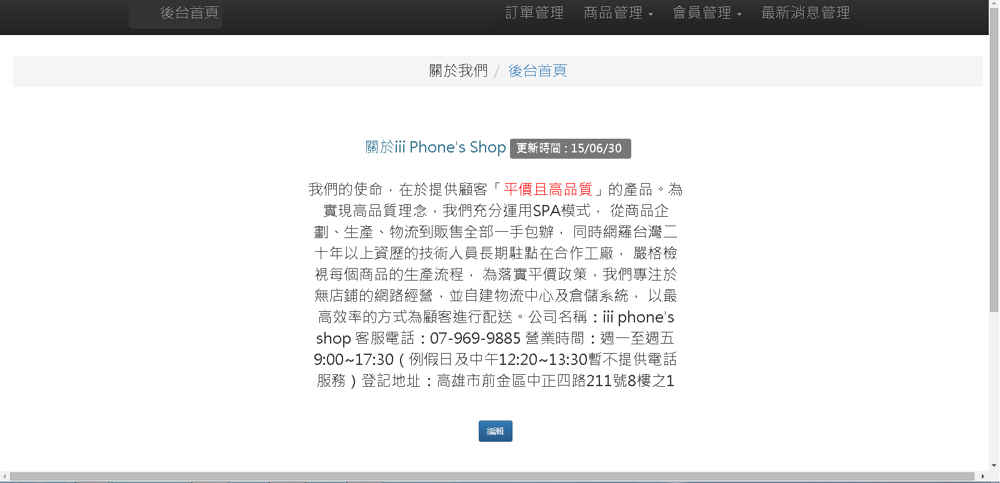 後台首頁 訂單管理 商品管理 會員管理 最新消息管理
關於我們 / 後台首頁
關於iii Phone's Shop 更新時間 : 15/06/30
我們的使命，在於提供顧客「平價且高品質」的產品。為
實現高品質理念，我們充分運用SPA模式， 從商品企
劃、生產、物流到販售全部一手包辦， 同時網羅台灣二
十年以上資歷的技術人員長期駐點在合作工廠， 嚴格檢
視每個商品的生產流程， 為落實平價政策，我們專注於
無店鋪的網路經營，並自建物流中心及倉儲系統， 以最
高效率的方式為顧客進行配送。公司名稱：iii phone's
shop 客服電話：07-969-9885 營業時間：週一至週五
9:00~17:30（例假日及中午12:20~13:30暫不提供電話
服務）登記地址：高雄市前金區中正四路211號8樓之1
編輯